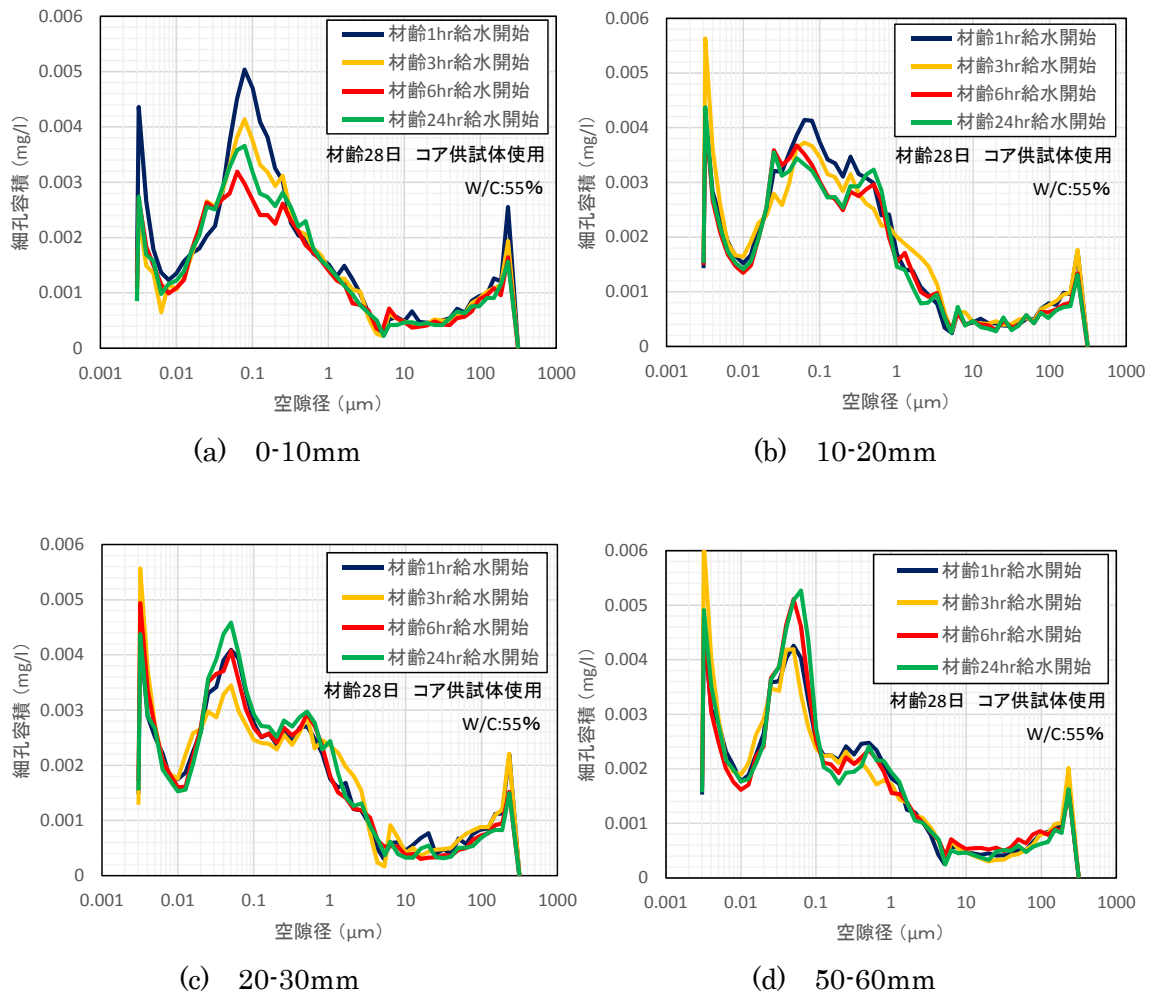 0.006
0.005
0.004
0.003
0.002
0.001
0
細孔容積（mg/l）
材齢1hr給水開始
材齢3hr給水開始
材齢6hr給水開始
材齢24hr給水開始
材齢28日 コア供試体使用
W/C:55%
0.001 0.01 0.1 1 10 100 1000
空隙径（μm）
(a) 0-10mm
0.006
0.005
0.004
0.003
0.002
0.001
0
細孔容積（mg/l）
材齢1hr給水開始
材齢3hr給水開始
材齢6hr給水開始
材齢24hr給水開始
材齢28日 コア供試体使用
W/C:55%
0.001 0.01 0.1 1 10 100 1000
空隙径（μm）
(b) 10-20mm
0.006
0.005
0.004
0.003
0.002
0.001
0
細孔容積（mg/l）
材齢1hr給水開始
材齢3hr給水開始
材齢6hr給水開始
材齢24hr給水開始
材齢28日 コア供試体使用
W/C:55%
0.001 0.01 0.1 1 10 100 1000
空隙径（μm）
(c) 20-30mm
0.006
0.005
0.004
0.003
0.002
0.001
0
細孔容積（mg/l）
材齢1hr給水開始
材齢3hr給水開始
材齢6hr給水開始
材齢24hr給水開始
材齢28日 コア供試体使用
W/C:55%
0.001 0.01 0.1 1 10 100 1000
空隙径（μm）
(d) 50-60mm